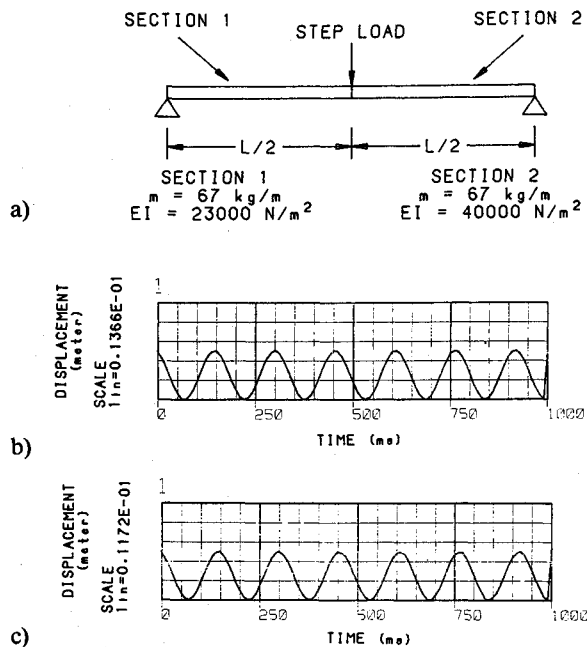 a)
SECTION 1
STEP LOAD
SECTION 2
L/2
L/2
SECTION 1
m = 67 kg/m
EI = 23000 N/m²
SECTION 2
m = 67 kg/m
EI = 40000 N/m²
b)
DISPLACEMENT
(meter)
SCALE
1in=0.1366E-01
1
0
250
500
750
1000
TIME (ms)
c)
DISPLACEMENT
(meter)
SCALE
1in=0.1172E-01
1
0
250
500
750
1000
TIME (ms)